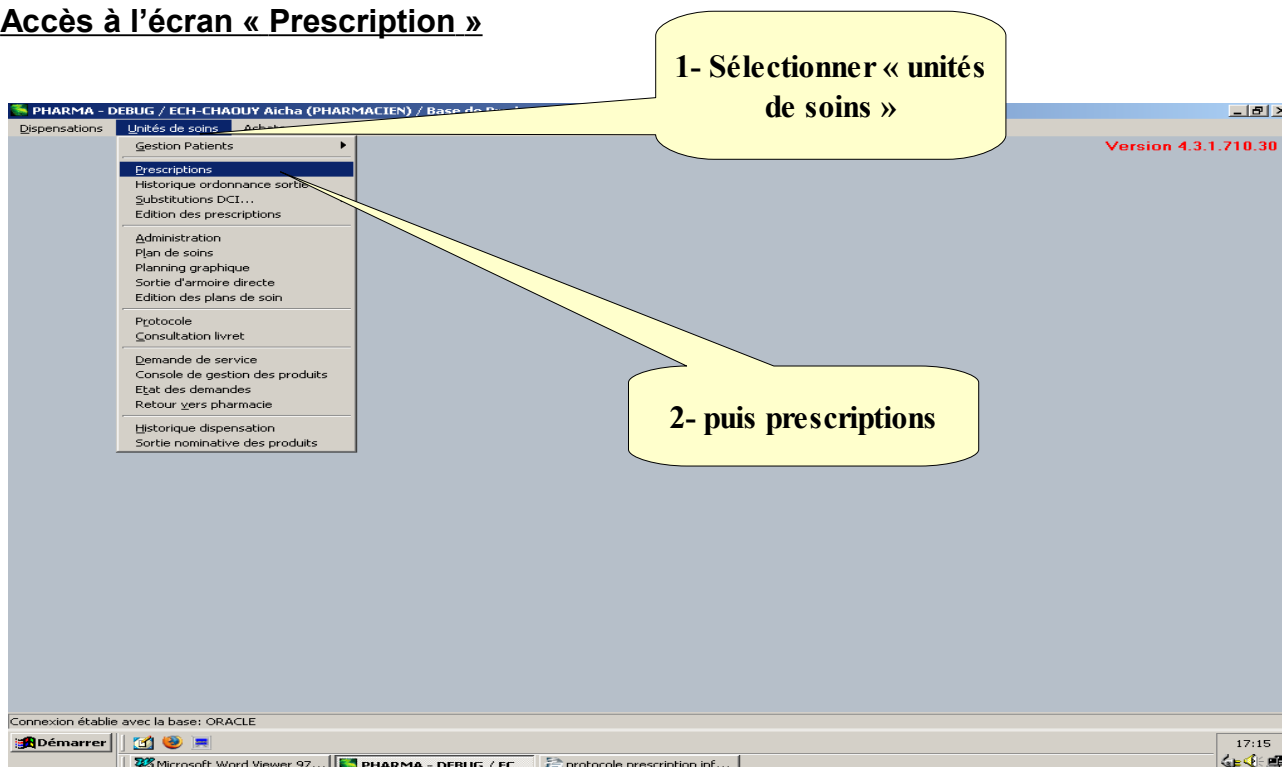 Accès à l’écran « Prescription »
1- Sélectionner « unités
de soins »
PHARMA - DEBUG / ECH-CHAOUY Aicha (PHARMACIEN) / Base de
Dispensations Unités de soins
Version 4.3.1.710.30
Gestion Patients
Prescriptions
Historique ordonnance sortie
Substitutions DCI...
Edition des prescriptions
Administration
Plan de soins
Planning graphique
Sortie d'armoire directe
Edition des plans de soin
Protocole
Consultation livret
Demande de service
Console de gestion des produits
Etat des demandes
Retour vers pharmacie
Historique dispensation
Sortie nominative des produits
2- puis prescriptions
Connexion établie avec la base: ORACLE
Démarrer
17:15
Microsoft Word Viewer 97... PHARMA - DEBUG / EC... protocole prescription inf...